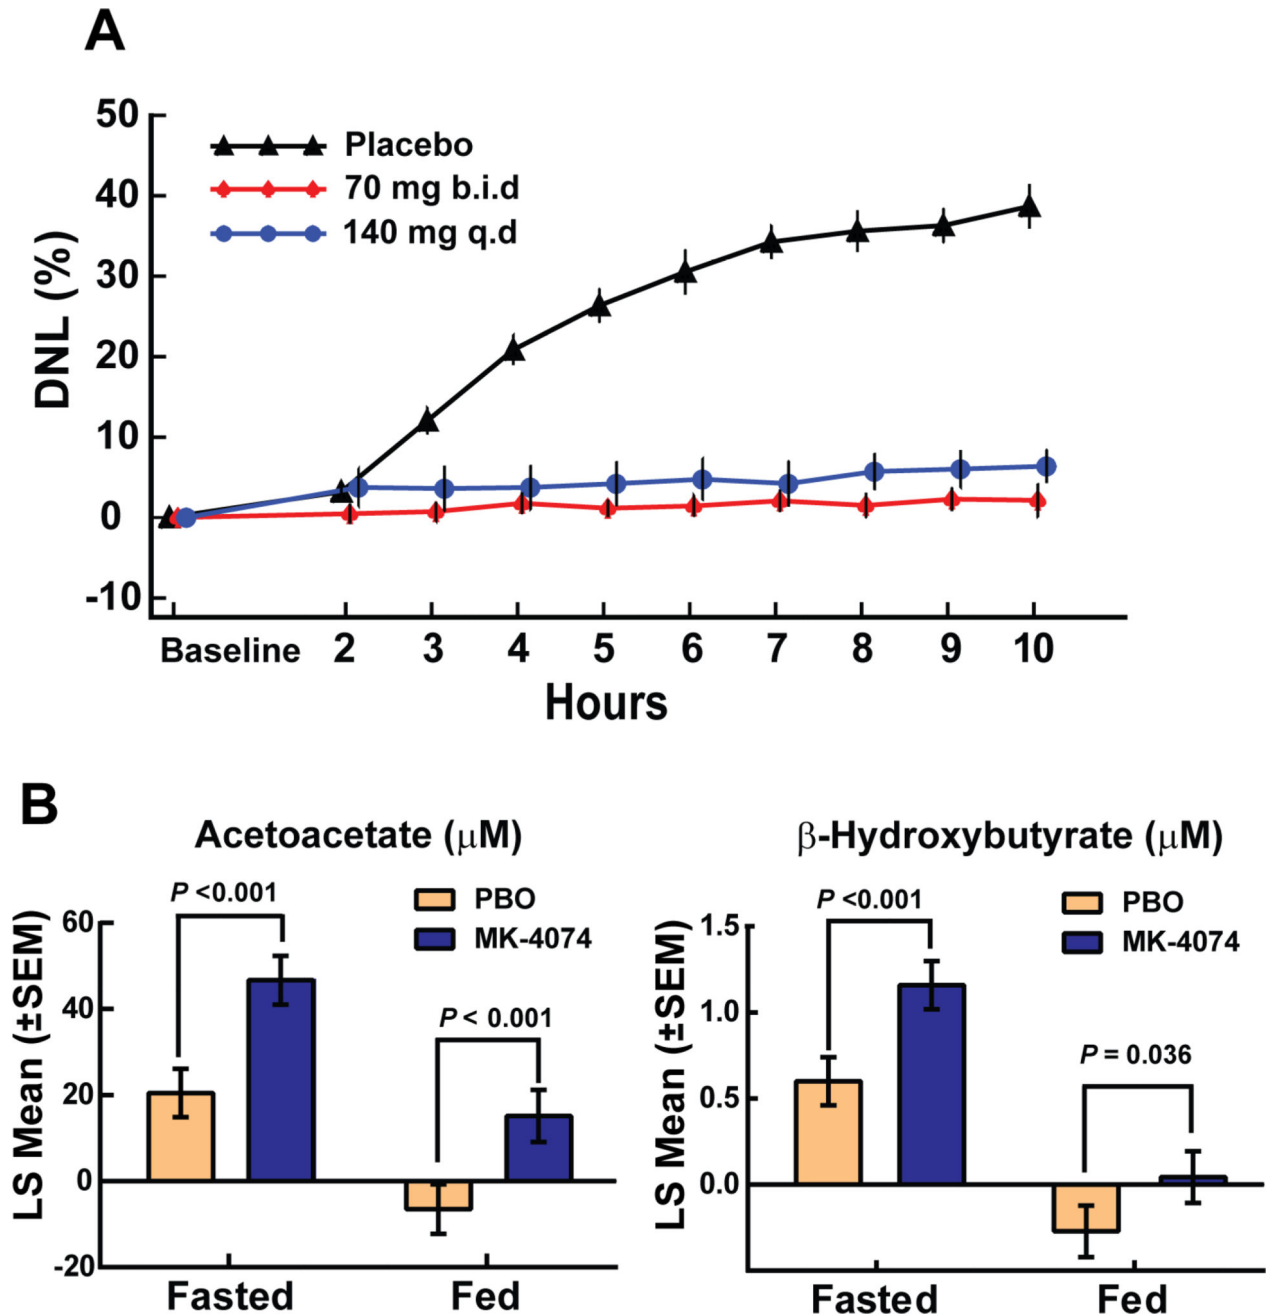 A
50
40
30
20
10
0
-10
DNL (%)
Placebo
70 mg b.i.d
140 mg q.d
Baseline 2 3 4 5 6 7 8 9 10
Hours
B
Acetoacetate (μM)
P <0.001
PBO
MK-4074
P < 0.001
LS Mean (±SEM)
60
40
20
0
-20
Fasted Fed
β-Hydroxybutyrate (μM)
P <0.001
PBO
MK-4074
P = 0.036
LS Mean (±SEM)
1.5
1.0
0.5
0.0
Fasted Fed